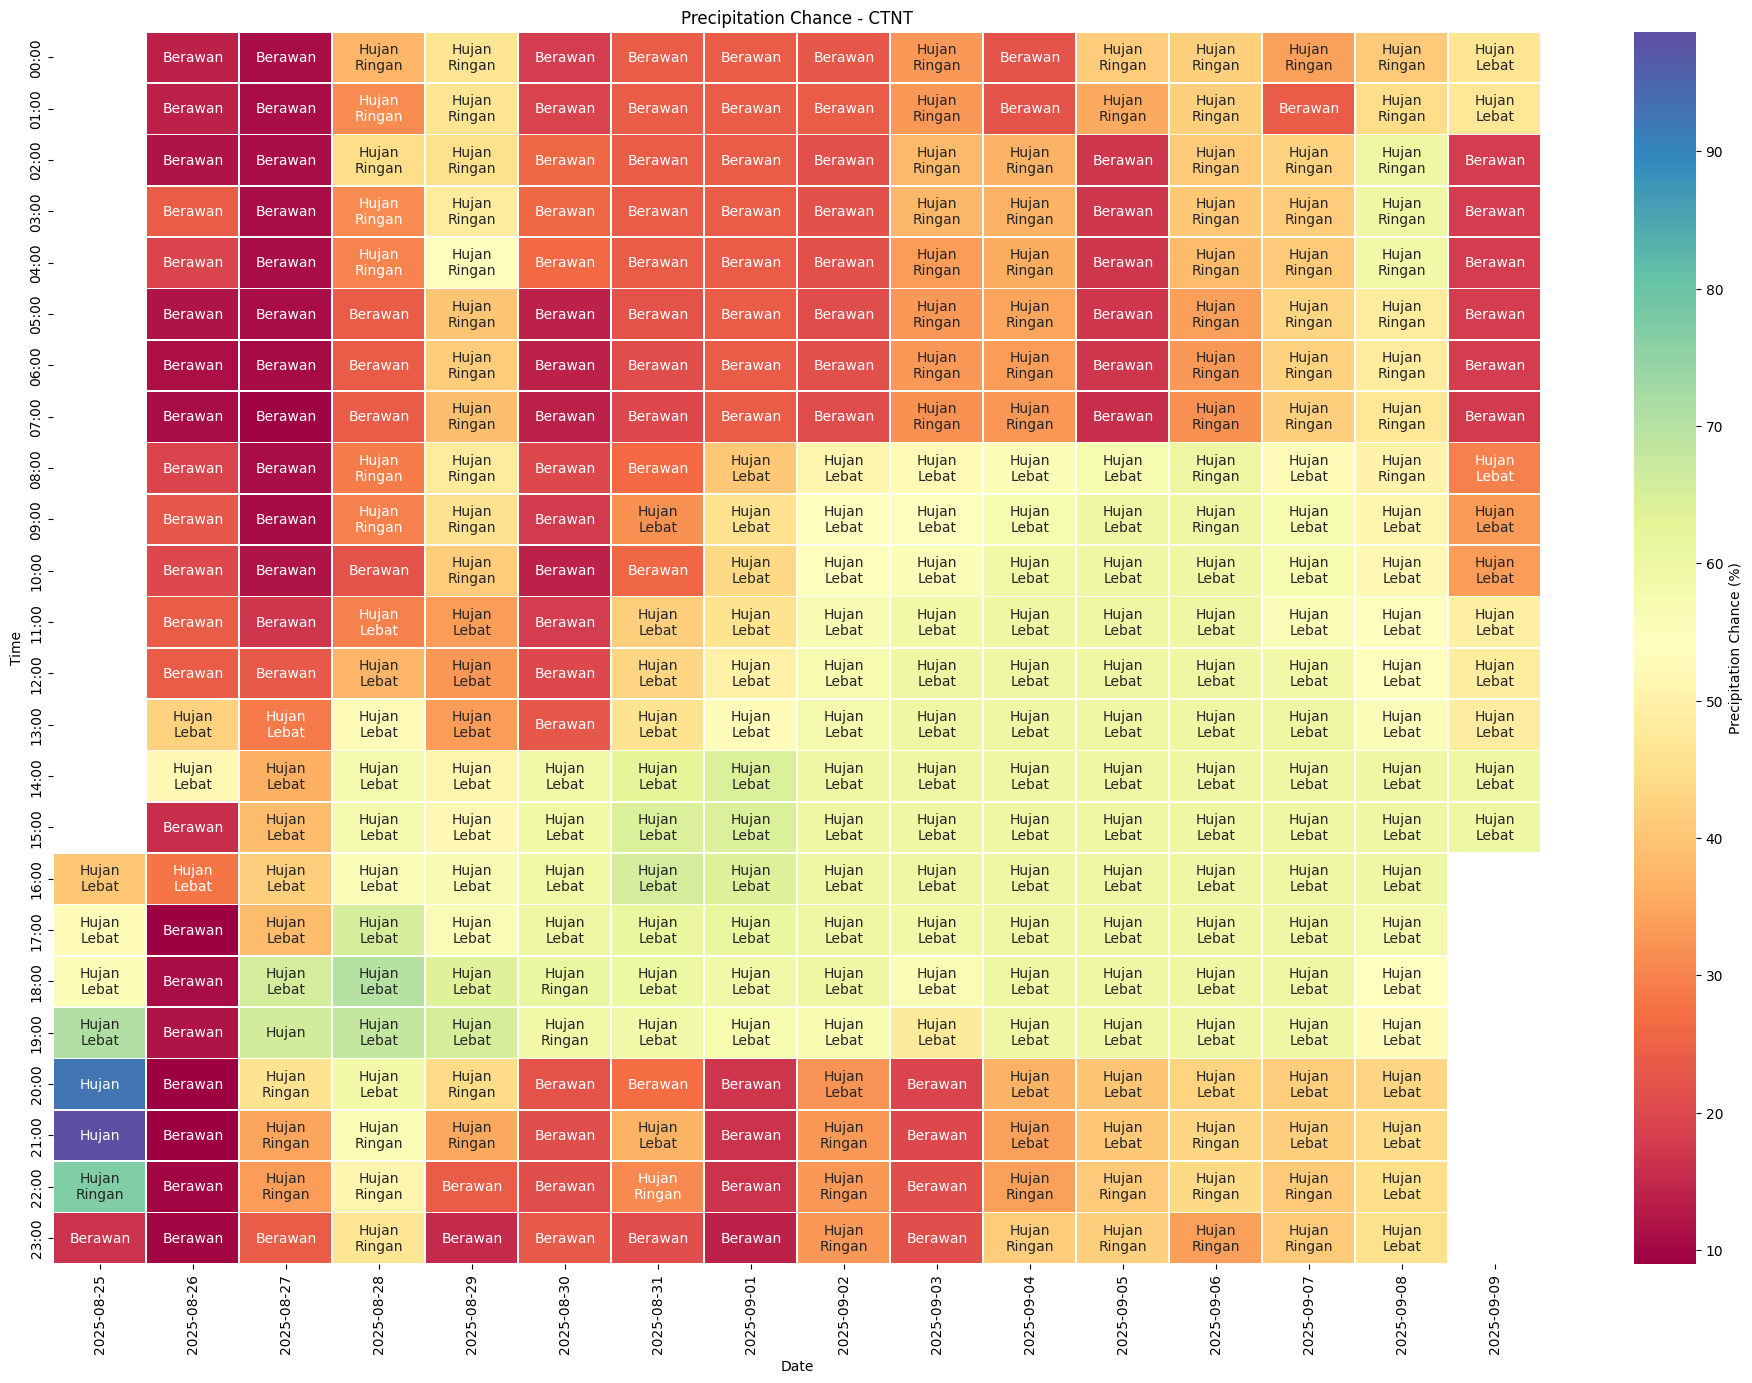 Precipitation Chance - CTNT
00:00 Berawan Berawan Hujan Ringan Hujan Ringan Berawan Berawan Berawan Berawan Hujan Ringan Berawan Hujan Ringan Hujan Ringan Hujan Ringan Hujan Ringan Hujan Lebat
01:00 Berawan Berawan Hujan Ringan Hujan Ringan Berawan Berawan Berawan Berawan Hujan Ringan Berawan Hujan Ringan Hujan Ringan Berawan Hujan Ringan Hujan Lebat
02:00 Berawan Berawan Hujan Ringan Hujan Ringan Berawan Berawan Berawan Berawan Hujan Ringan Hujan Ringan Berawan Hujan Ringan Hujan Ringan Hujan Ringan Berawan
03:00 Berawan Berawan Hujan Ringan Hujan Ringan Berawan Berawan Berawan Berawan Hujan Ringan Hujan Ringan Berawan Hujan Ringan Hujan Ringan Hujan Ringan Berawan
04:00 Berawan Berawan Hujan Ringan Hujan Ringan Berawan Berawan Berawan Berawan Hujan Ringan Hujan Ringan Berawan Hujan Ringan Hujan Ringan Hujan Ringan Berawan
05:00 Berawan Berawan Berawan Hujan Ringan Berawan Berawan Berawan Berawan Hujan Ringan Hujan Ringan Berawan Hujan Ringan Hujan Ringan Hujan Ringan Berawan
06:00 Berawan Berawan Berawan Hujan Ringan Berawan Berawan Berawan Berawan Hujan Ringan Hujan Ringan Berawan Hujan Ringan Hujan Ringan Hujan Ringan Berawan
07:00 Berawan Berawan Berawan Hujan Ringan Berawan Berawan Berawan Berawan Hujan Ringan Hujan Ringan Berawan Hujan Ringan Hujan Ringan Hujan Ringan Berawan
08:00 Berawan Berawan Hujan Ringan Hujan Ringan Berawan Berawan Hujan Lebat Hujan Lebat Hujan Lebat Hujan Lebat Hujan Lebat Hujan Ringan Hujan Lebat Hujan Ringan Hujan Lebat
09:00 Berawan Berawan Hujan Ringan Hujan Ringan Berawan Hujan Lebat Hujan Lebat Hujan Lebat Hujan Lebat Hujan Lebat Hujan Lebat Hujan Ringan Hujan Lebat Hujan Lebat Hujan Lebat
10:00 Berawan Berawan Berawan Hujan Ringan Berawan Berawan Hujan Lebat Hujan Lebat Hujan Lebat Hujan Lebat Hujan Lebat Hujan Lebat Hujan Lebat Hujan Lebat Hujan Lebat
11:00 Berawan Berawan Hujan Lebat Hujan Lebat Berawan Hujan Lebat Hujan Lebat Hujan Lebat Hujan Lebat Hujan Lebat Hujan Lebat Hujan Lebat Hujan Lebat Hujan Lebat Hujan Lebat
12:00 Berawan Berawan Hujan Lebat Hujan Lebat Berawan Hujan Lebat Hujan Lebat Hujan Lebat Hujan Lebat Hujan Lebat Hujan Lebat Hujan Lebat Hujan Lebat Hujan Lebat Hujan Lebat
13:00 Hujan Lebat Hujan Lebat Hujan Lebat Hujan Lebat Berawan Hujan Lebat Hujan Lebat Hujan Lebat Hujan Lebat Hujan Lebat Hujan Lebat Hujan Lebat Hujan Lebat Hujan Lebat Hujan Lebat
14:00 Hujan Lebat Hujan Lebat Hujan Lebat Hujan Lebat Hujan Lebat Hujan Lebat Hujan Lebat Hujan Lebat Hujan Lebat Hujan Lebat Hujan Lebat Hujan Lebat Hujan Lebat Hujan Lebat Hujan Lebat
15:00 Berawan Hujan Lebat Hujan Lebat Hujan Lebat Hujan Lebat Hujan Lebat Hujan Lebat Hujan Lebat Hujan Lebat Hujan Lebat Hujan Lebat Hujan Lebat Hujan Lebat Hujan Lebat Hujan Lebat
16:00 Hujan Lebat Hujan Lebat Hujan Lebat Hujan Lebat Hujan Lebat Hujan Lebat Hujan Lebat Hujan Lebat Hujan Lebat Hujan Lebat Hujan Lebat Hujan Lebat Hujan Lebat Hujan Lebat Hujan Lebat
17:00 Hujan Lebat Berawan Hujan Lebat Hujan Lebat Hujan Lebat Hujan Lebat Hujan Lebat Hujan Lebat Hujan Lebat Hujan Lebat Hujan Lebat Hujan Lebat Hujan Lebat Hujan Lebat Hujan Lebat
18:00 Hujan Lebat Berawan Hujan Lebat Hujan Lebat Hujan Lebat Hujan Ringan Hujan Lebat Hujan Lebat Hujan Lebat Hujan Lebat Hujan Lebat Hujan Lebat Hujan Lebat Hujan Lebat Hujan Lebat
19:00 Hujan Lebat Berawan Hujan Hujan Lebat Hujan Lebat Hujan Ringan Hujan Lebat Hujan Lebat Hujan Lebat Hujan Lebat Hujan Lebat Hujan Lebat Hujan Lebat Hujan Lebat Hujan Lebat
20:00 Hujan Berawan Hujan Ringan Hujan Lebat Hujan Ringan Berawan Berawan Berawan Hujan Lebat Berawan Hujan Lebat Hujan Lebat Hujan Lebat Hujan Lebat Hujan Lebat
21:00 Hujan Berawan Hujan Ringan Hujan Ringan Hujan Ringan Berawan Hujan Lebat Berawan Hujan Ringan Berawan Hujan Lebat Hujan Lebat Hujan Ringan Hujan Lebat Hujan Lebat
22:00 Hujan Ringan Berawan Hujan Ringan Hujan Ringan Berawan Berawan Hujan Ringan Berawan Hujan Ringan Berawan Hujan Ringan Hujan Ringan Hujan Ringan Hujan Ringan Hujan Lebat
23:00 Berawan Berawan Berawan Hujan Ringan Berawan Berawan Berawan Berawan Hujan Ringan Berawan Hujan Ringan Hujan Ringan Hujan Ringan Hujan Ringan Hujan Lebat
2025-08-25 2025-08-26 2025-08-27 2025-08-28 2025-08-29 2025-08-30 2025-08-31 2025-09-01 2025-09-02 2025-09-03 2025-09-04 2025-09-05 2025-09-06 2025-09-07 2025-09-08 2025-09-09
Date
Time
90
80
70
60
50
40
30
20
10
Precipitation Chance (%)